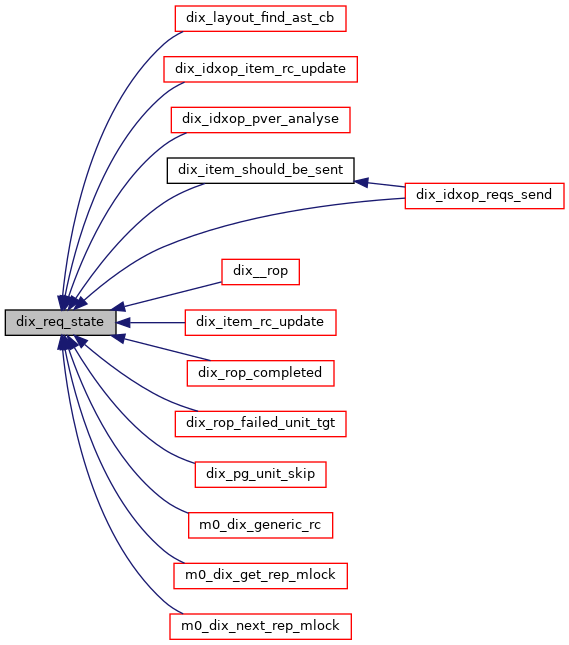 dix_layout_find_ast_cb
dix_idxop_item_rc_update
dix_idxop_pver_analyse
dix_item_should_be_sent
dix_idxop_reqs_send
dix__rop
dix_req_state
dix_item_rc_update
dix_rop_completed
dix_rop_failed_unit_tgt
dix_pg_unit_skip
m0_dix_generic_rc
m0_dix_get_rep_mlock
m0_dix_next_rep_mlock